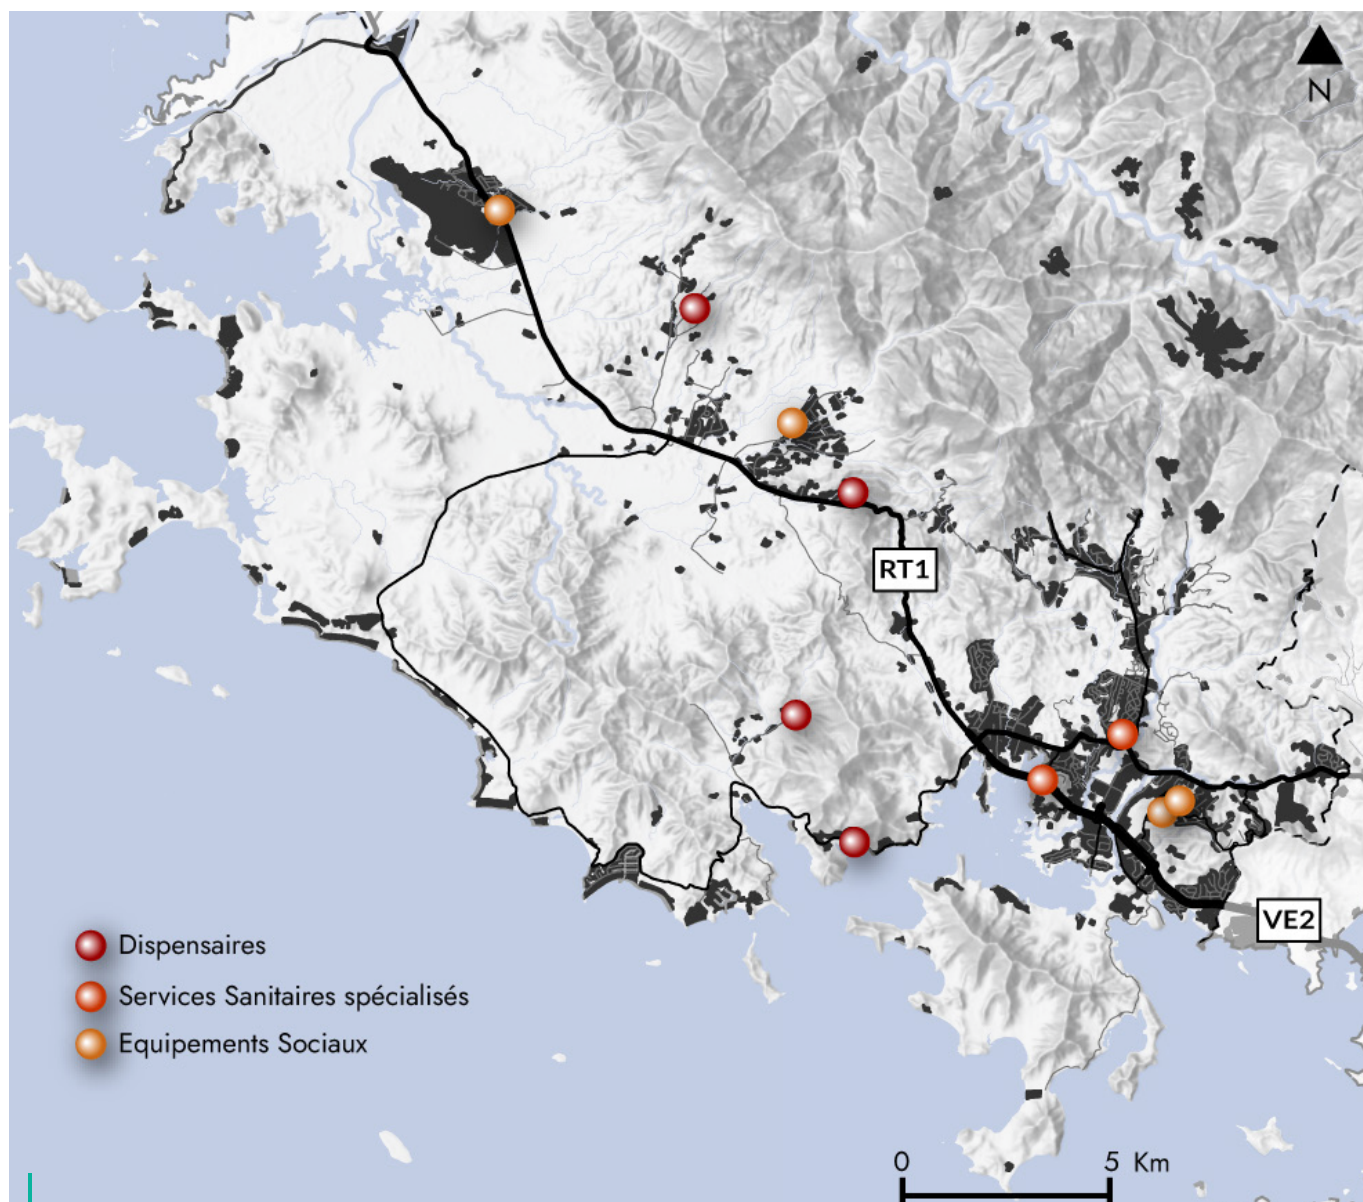 N
RT1
VE2
Dispensaires
Services Sanitaires spécialisés
Equipements Sociaux
0 5 Km